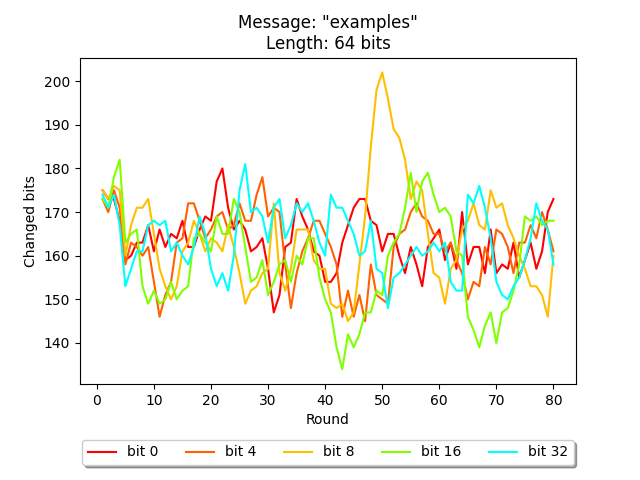 Message: "examples"
Length: 64 bits
Changed bits
200
190
180
170
160
150
140
0 10 20 30 40 50 60 70 80
Round
bit 0 bit 4 bit 8 bit 16 bit 32